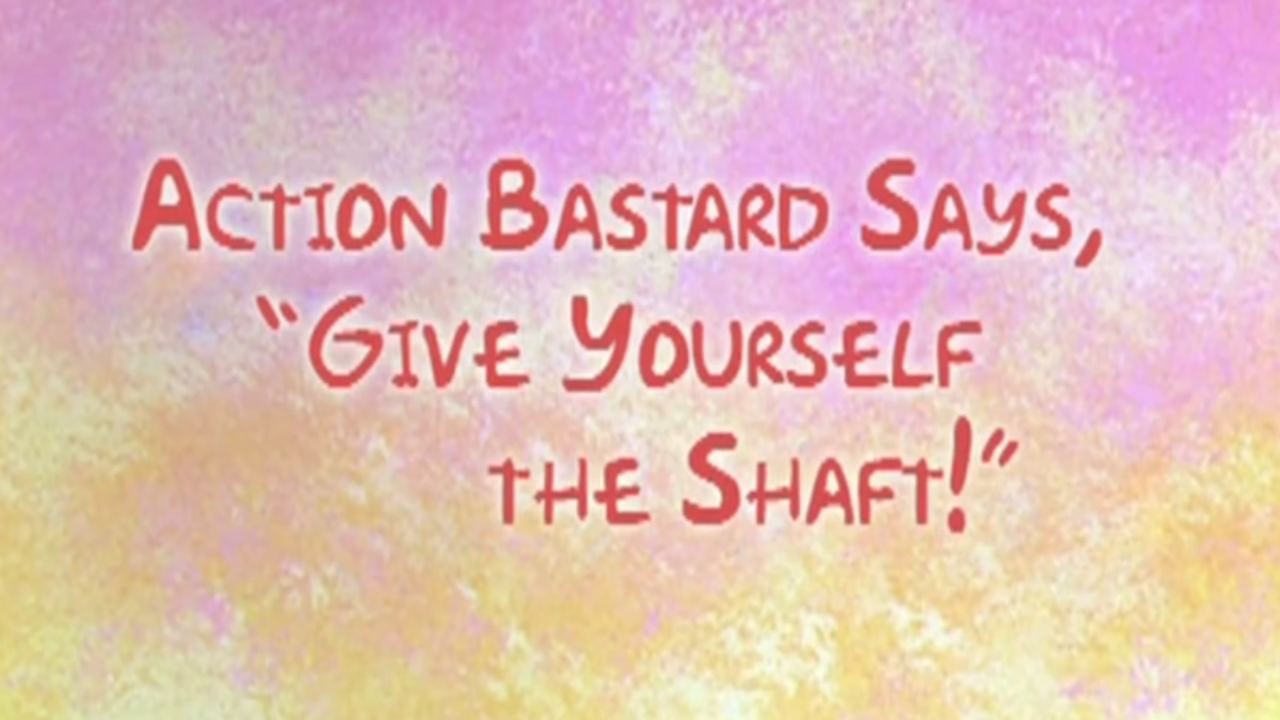 Action Bastard Says,
“Give Yourself
the Shaft!”